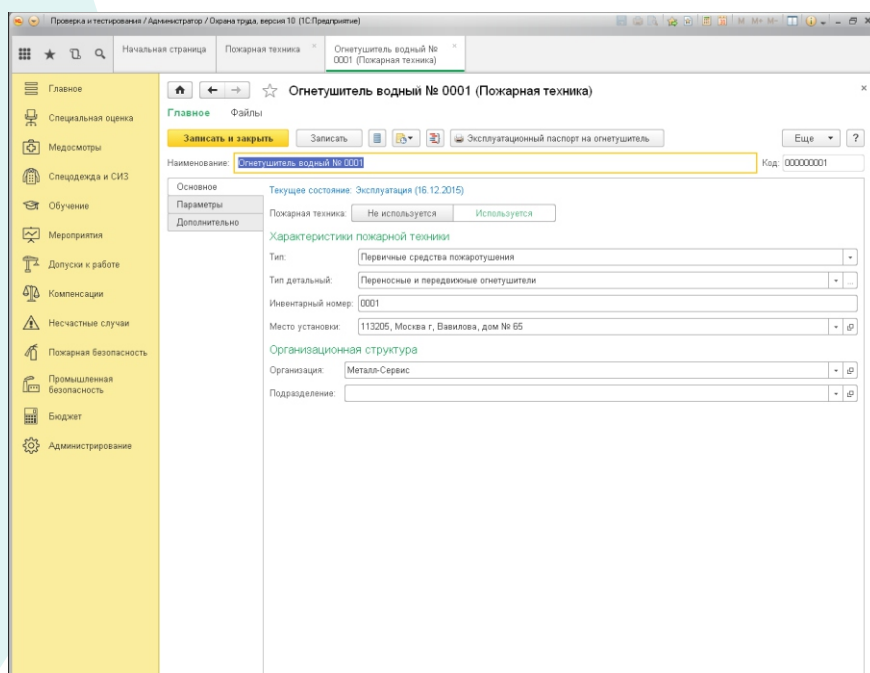 Проверка и тестирования / Администратор / Охрана труда, версия 10 (1С:Предприятие)
M M+ M-
Начальная страница
Пожарная техника
Огнетушитель водный №
0001 (Пожарная техника)
Главное
Специальная оценка
Медосмотры
Спецодежда и СИЗ
Обучение
Мероприятия
Допуски к работе
Компенсации
Несчастные случаи
Пожарная безопасность
Промышленная
безопасность
Бюджет
Администрирование
Огнетушитель водный № 0001 (Пожарная техника)
Главное Файлы
Записать и закрыть Записать Эксплуатационный паспорт на огнетушитель Еще ?
Наименование: Огнетушитель водный № 0001 Код: 000000001
Основное
Параметры
Дополнительно
Текущее состояние: Эксплуатация (16.12.2015)
Пожарная техника: Не используется Используется
Характеристики пожарной техники
Тип: Первичные средства пожаротушения
Тип детальный: Переносные и передвижные огнетушители ...
Инвентарный номер: 0001
Место установки: 113205, Москва г, Вавилова, дом № 65
Организационная структура
Организация: Металл-Сервис
Подразделение: